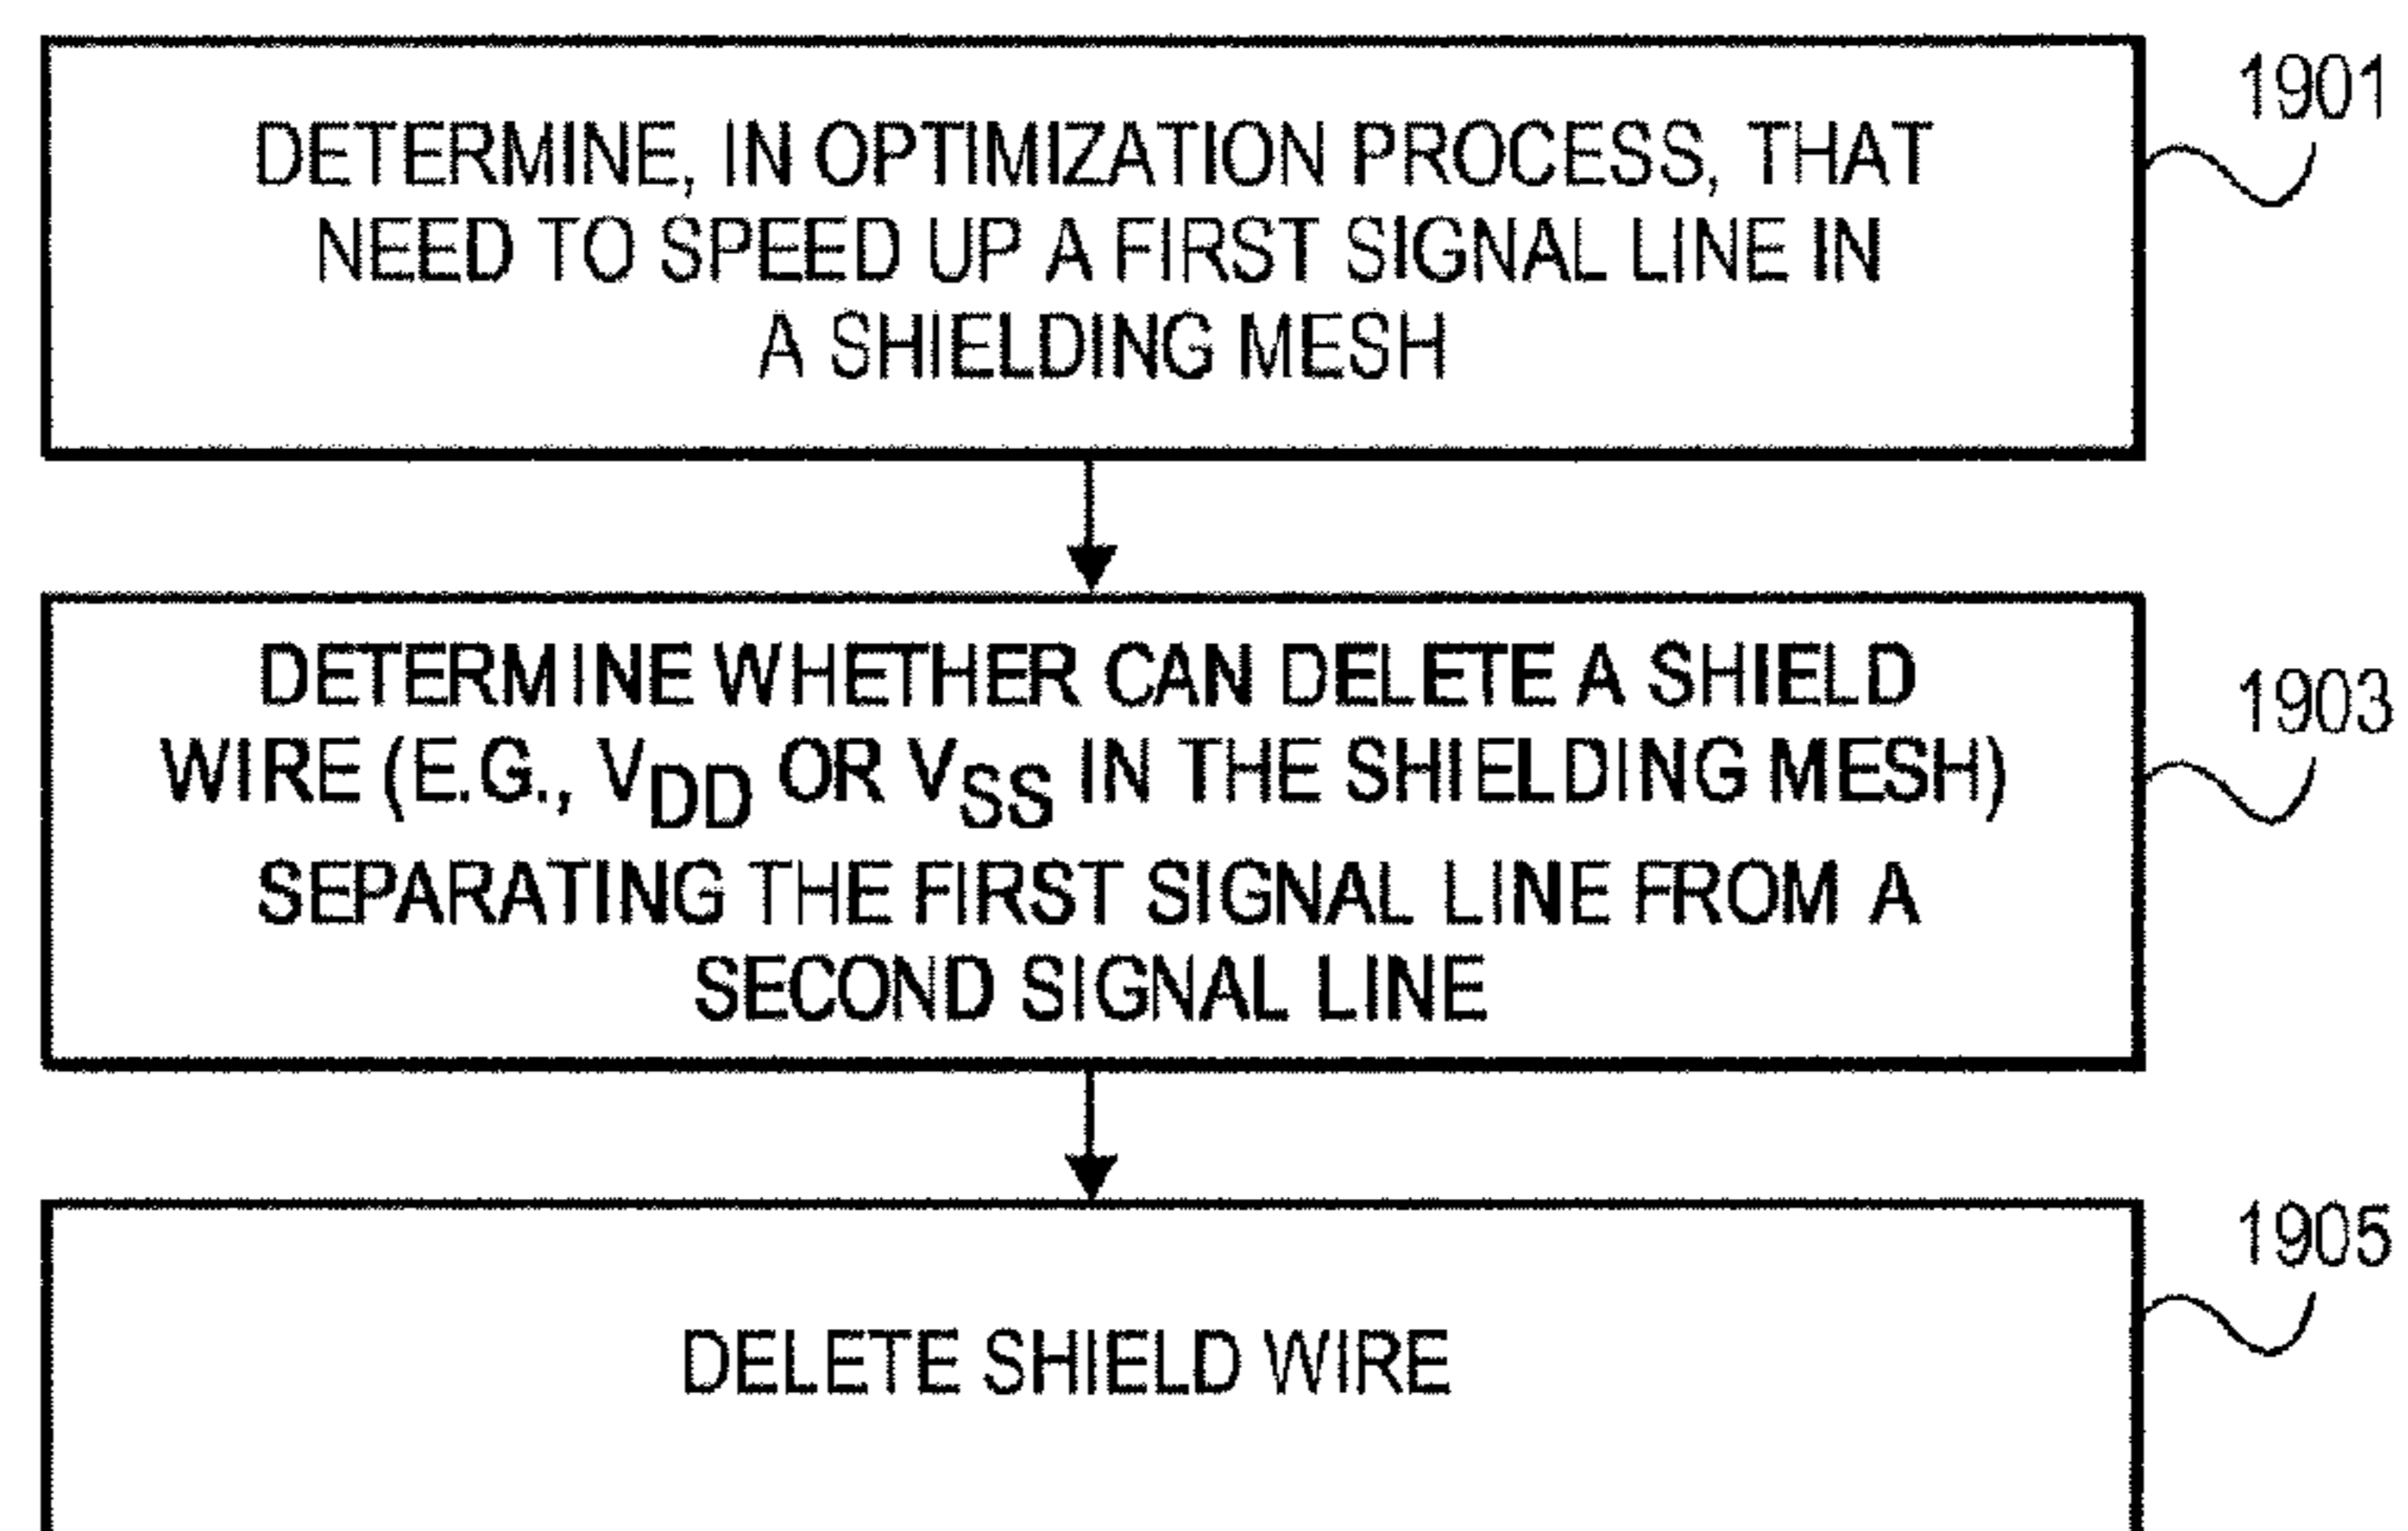 DETERMINE, IN OPTIMIZATION PROCESS, THAT
NEED TO SPEED UP A FIRST SIGNAL LINE IN
A SHIELDING MESH
1901
DETERMINE WHETHER CAN DELETE A SHIELD
WIRE (E.G., VDD OR VSS IN THE SHIELDING MESH)
SEPARATING THE FIRST SIGNAL LINE FROM A
SECOND SIGNAL LINE
1903
DELETE SHIELD WIRE
1905